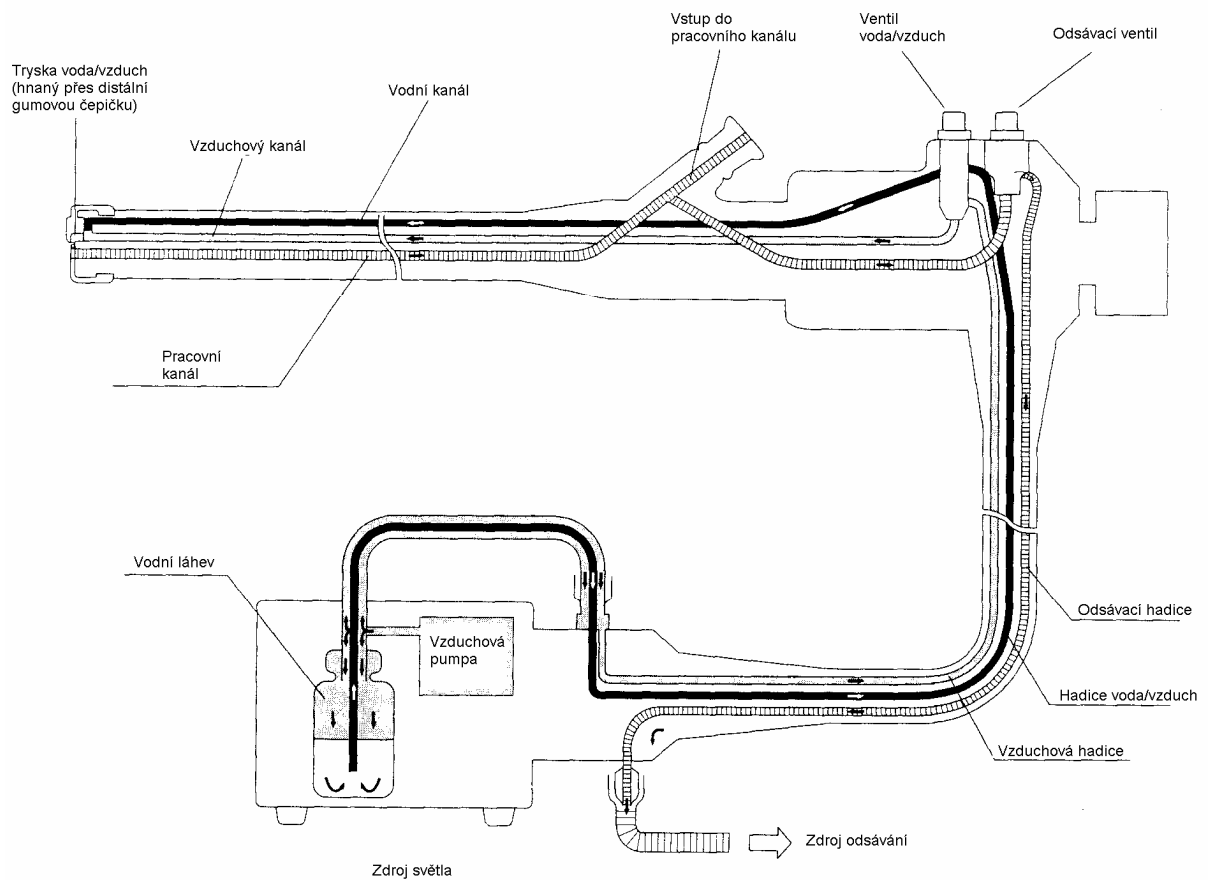 Vstup do
pracovního kanálu
Ventil
voda/vzduch
Odsávací ventil
Tryska voda/vzduch
(hnaný přes distální
gumovou čepičku)
Vodní kanál
Vzduchový kanál
Pracovní
kanál
Vodní láhev
Vzduchová
pumpa
Odsávací hadice
Hadice voda/vzduch
Vzduchová hadice
Zdroj odsávání
Zdroj světla